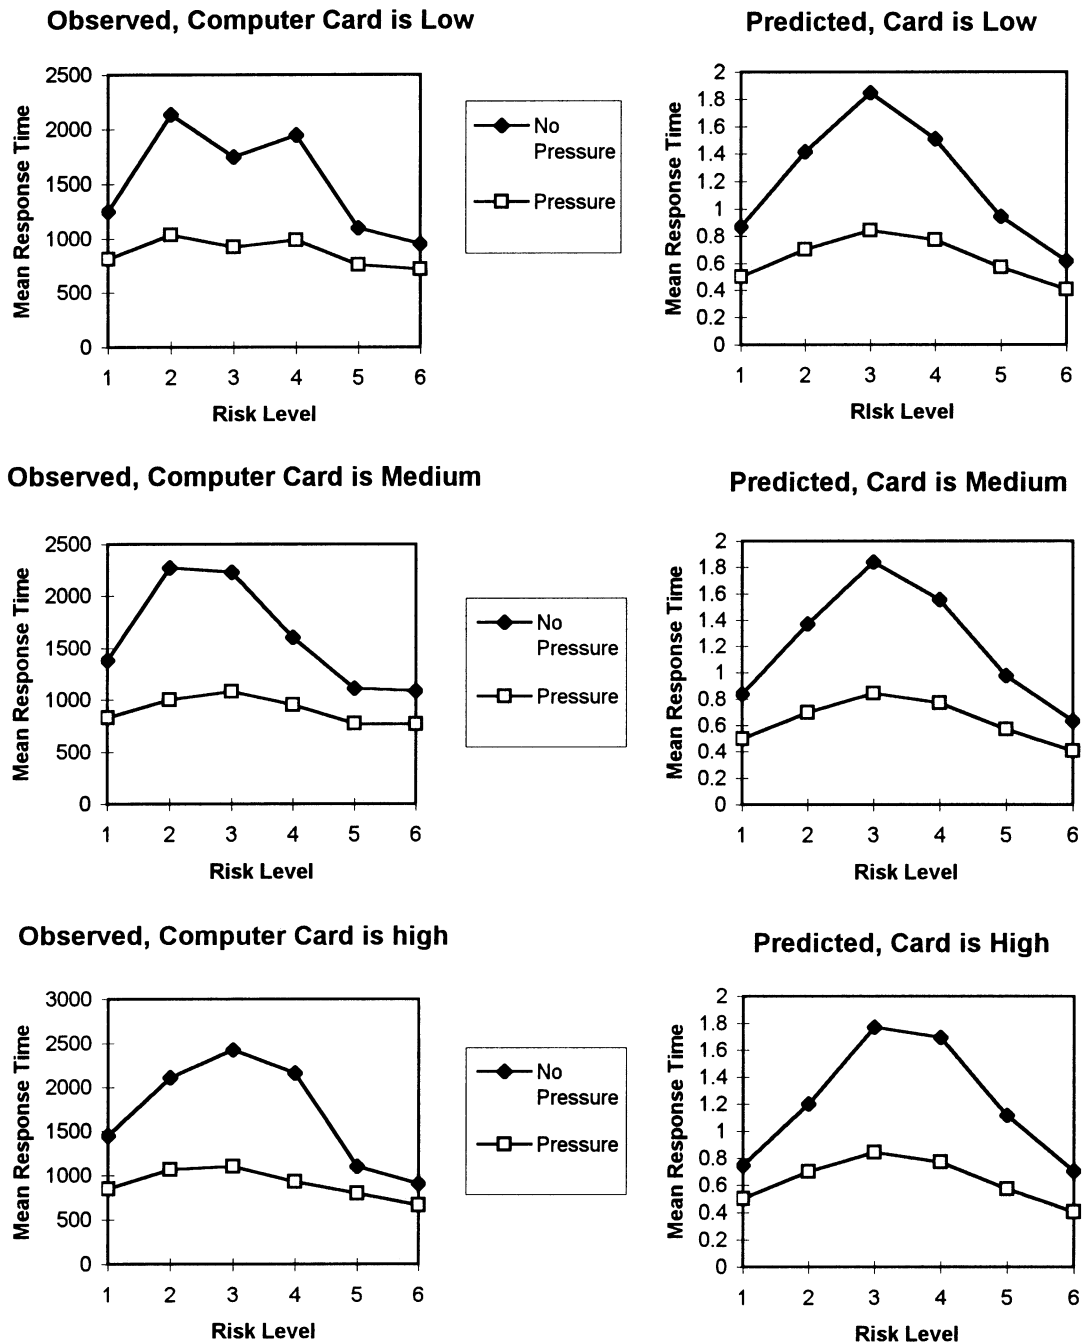 Observed, Computer Card is Low
Mean Response Time
2500
2000
1500
1000
500
0
1 2 3 4 5 6
Risk Level
No
Pressure
Pressure
Predicted, Card is Low
Mean Response Time
2
1.8
1.6
1.4
1.2
1
0.8
0.6
0.4
0.2
0
1 2 3 4 5 6
RIsk Level
Observed, Computer Card is Medium
Mean Response Time
2500
2000
1500
1000
500
0
1 2 3 4 5 6
Risk Level
No
Pressure
Pressure
Predicted, Card is Medium
Mean Response Time
2
1.8
1.6
1.4
1.2
1
0.8
0.6
0.4
0.2
0
1 2 3 4 5 6
Risk Level
Observed, Computer Card is high
Mean Response Time
3000
2500
2000
1500
1000
500
0
1 2 3 4 5 6
Risk Level
No
Pressure
Pressure
Predicted, Card is High
Mean Response Time
2
1.8
1.6
1.4
1.2
1
0.8
0.6
0.4
0.2
0
1 2 3 4 5 6
Risk Level